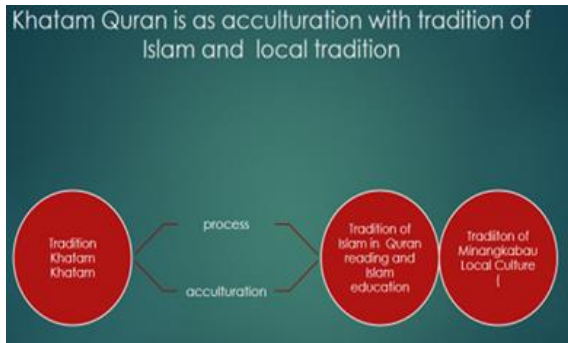 Khatam Quran is as acculturation with tradition of
Islam and local tradition
Tradition
Khatam
Khatam
process
acculturation
Tradition of
Islam in Quran
reading and
Islam
education
Tradiiton of
Minangkabau
Local Culture
(